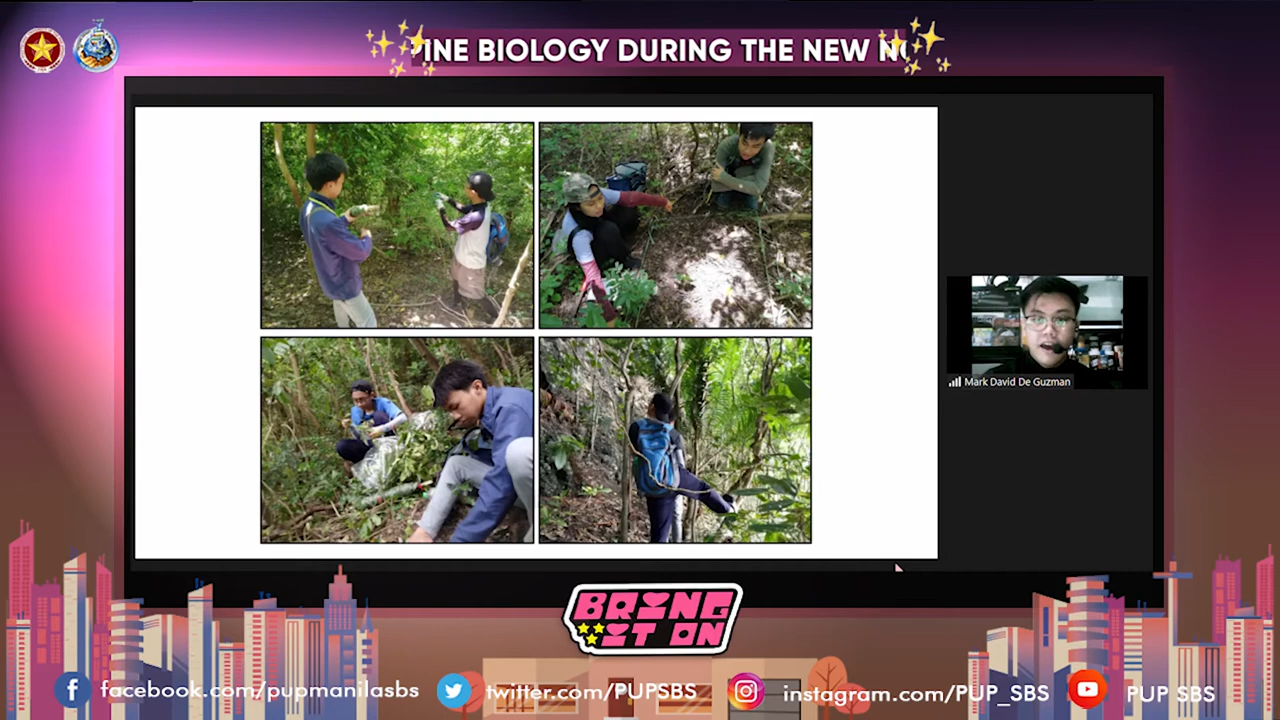 INE BIOLOGY DURING THE NEW N
Mark David De Guzman
BRING
IT ON
facebook.com/pupmanilasbs
twitter.com/PUPSBS
instagram.com/PUP_SBS
PUP SBS